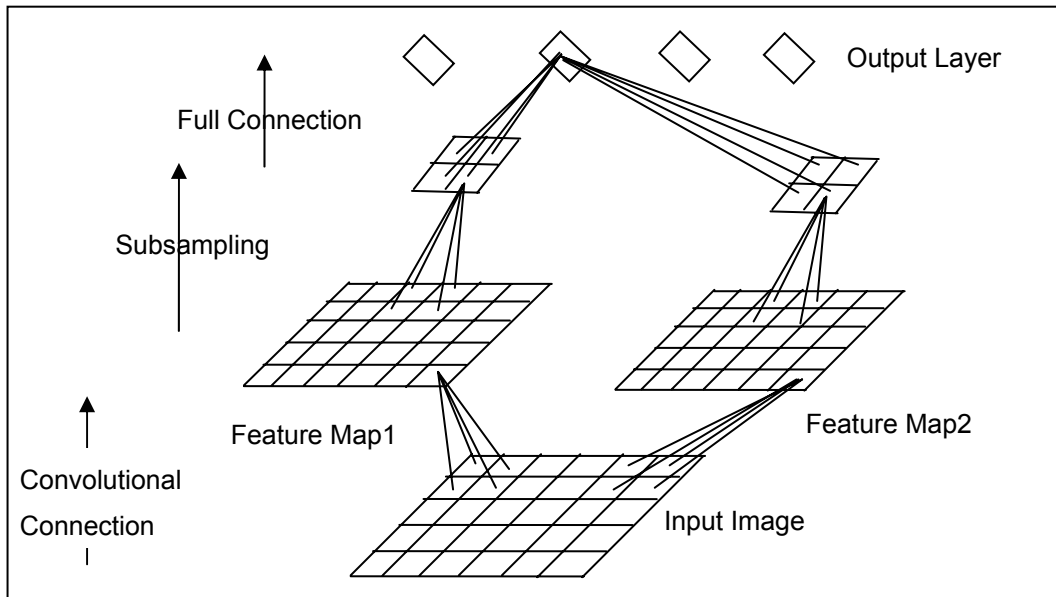 Output Layer
Full Connection
Subsampling
Feature Map1
Feature Map2
Convolutional
Connection
Input Image